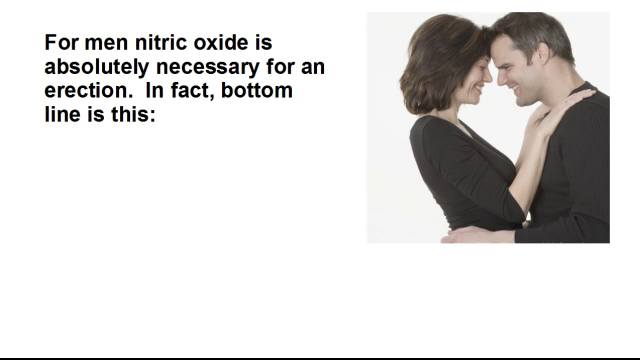 For men nitric oxide is
absolutely necessary for an
erection.  In fact, bottom
line is this: